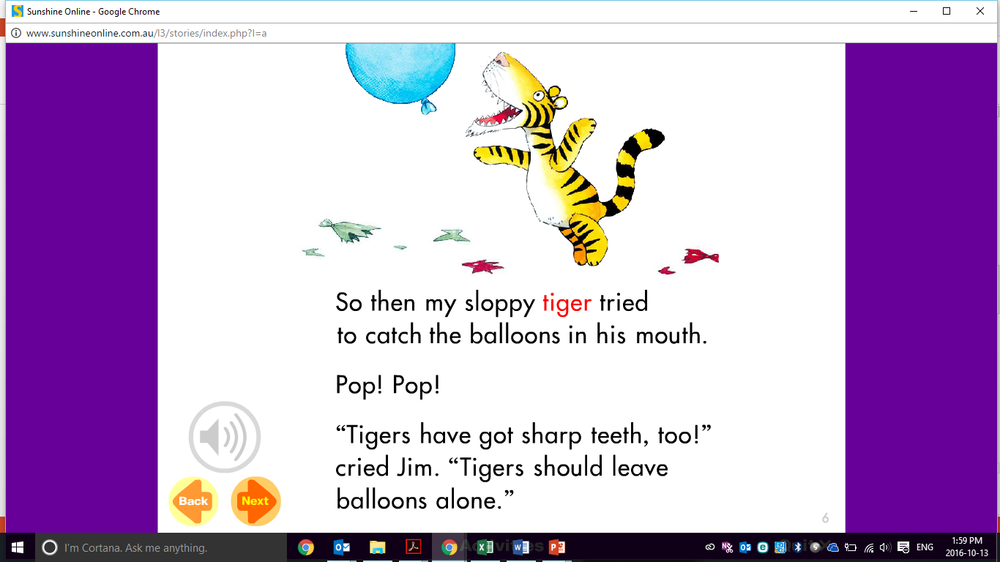 Sunshine Online - Google Chrome
www.sunshineonline.com.au/l3/stories/index.php?l=a
So then my sloppy tiger tried
to catch the balloons in his mouth.
Pop! Pop!
“Tigers have got sharp teeth, too!”
cried Jim. “Tigers should leave
balloons alone.”
Back
Next
6
I'm Cortana. Ask me anything.
ENG
1:59 PM
2016-10-13